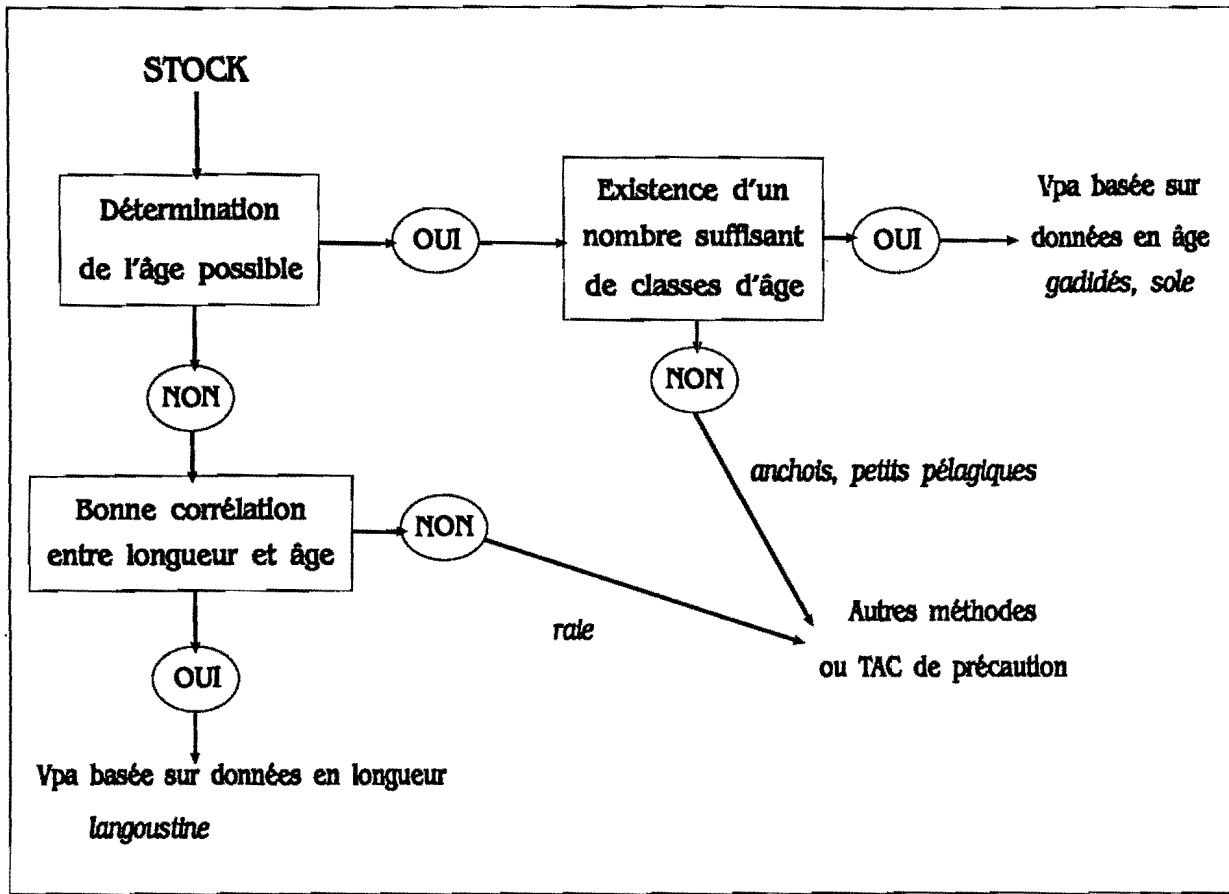 STOCK
Détermination
de l'âge possible
OUI
Existence d'un
nombre suffisant
de classes d'âge
OUI
Vpa basée sur
données en âge
gadidés, sole
NON
NON
anchois, petits pélagiques
Bonne corrélation
entre longueur et âge
NON
raie
Autres méthodes
ou TAC de précaution
OUI
Vpa basée sur données en longueur
langoustine